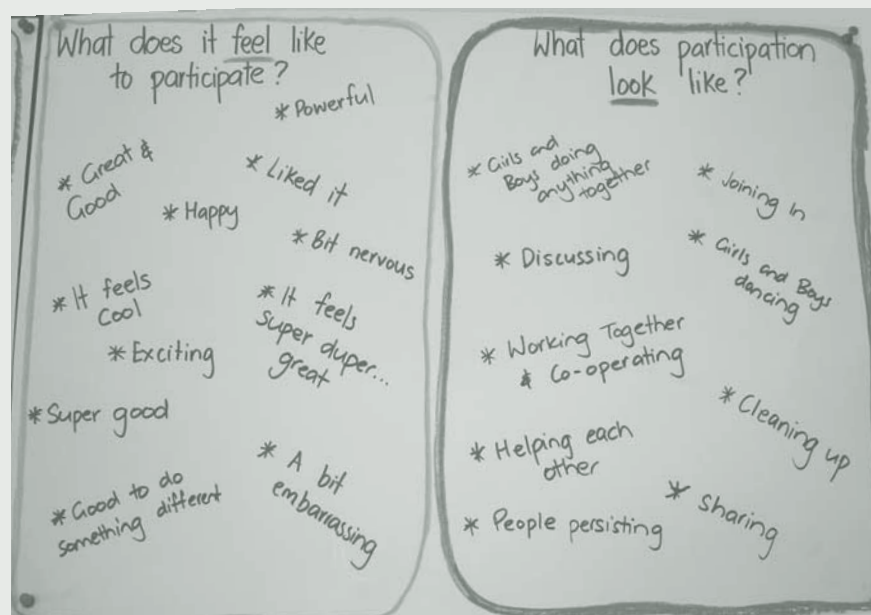 What does it feel like
to participate?
* Powerful
* Great &
Good
* Liked it
* Happy
* Bit nervous
* It feels
Cool
* It feels
super duper...
great
* Exciting
* Super good
* Good to do
something different
* A bit
embarrassing
What does participation
look like?
* Girls and
Boys doing
anything
together
* Joining In
* Discussing
* Girls and Boys
dancing
* Working Together
& Co-operating
* Cleaning up
* Helping each
other
* Sharing
* People persisting